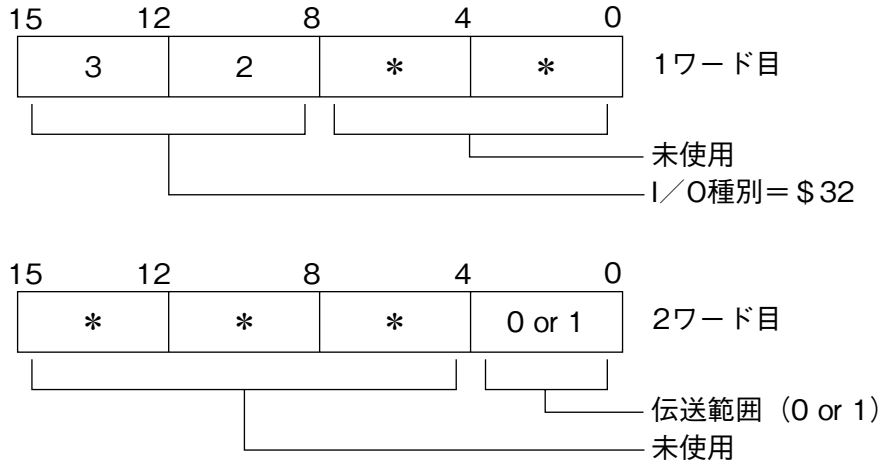 15 12 8 4 0
3 2 * * 1ワード目
未使用
I／O種別＝＄32
15 12 8 4 0
* * * 0 or 1 2ワード目
伝送範囲（0 or 1）
未使用